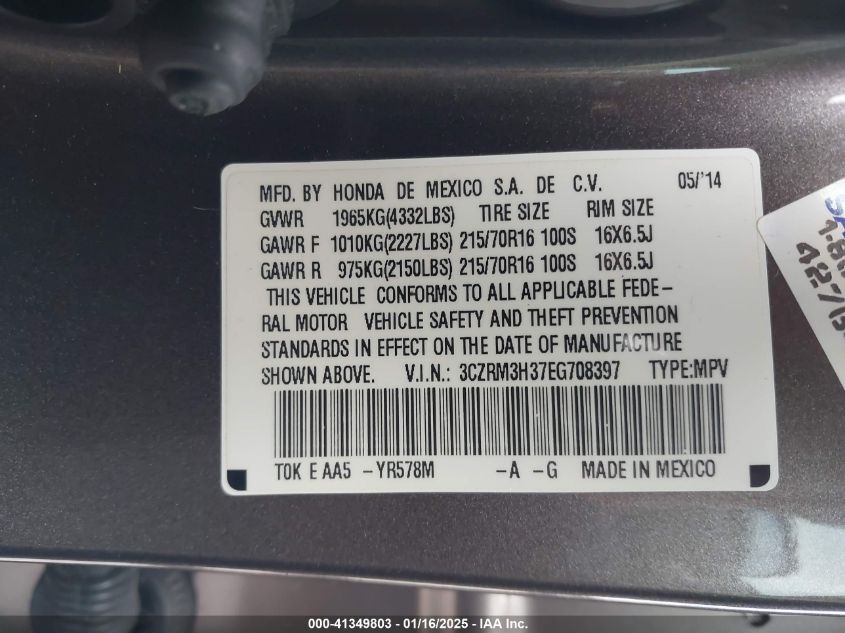 MFD. BY HONDA DE MEXICO S.A. DE C.V. 05/'14
GVWR 1965KG(4332LBS) TIRE SIZE RIM SIZE
GAWR F 1010KG(2227LBS) 215/70R16 100S 16X6.5J
GAWR R 975KG(2150LBS) 215/70R16 100S 16X6.5J
THIS VEHICLE CONFORMS TO ALL APPLICABLE FEDE-
RAL MOTOR VEHICLE SAFETY AND THEFT PREVENTION
STANDARDS IN EFFECT ON THE DATE OF MANUFACTURE
SHOWN ABOVE. V.I.N.: 3CZRM3H37EG708397 TYPE:MPV
T0K E AA5 -YR578M -A -G MADE IN MEXICO
000-41349803 / 01/16/2025 - IAA Inc.